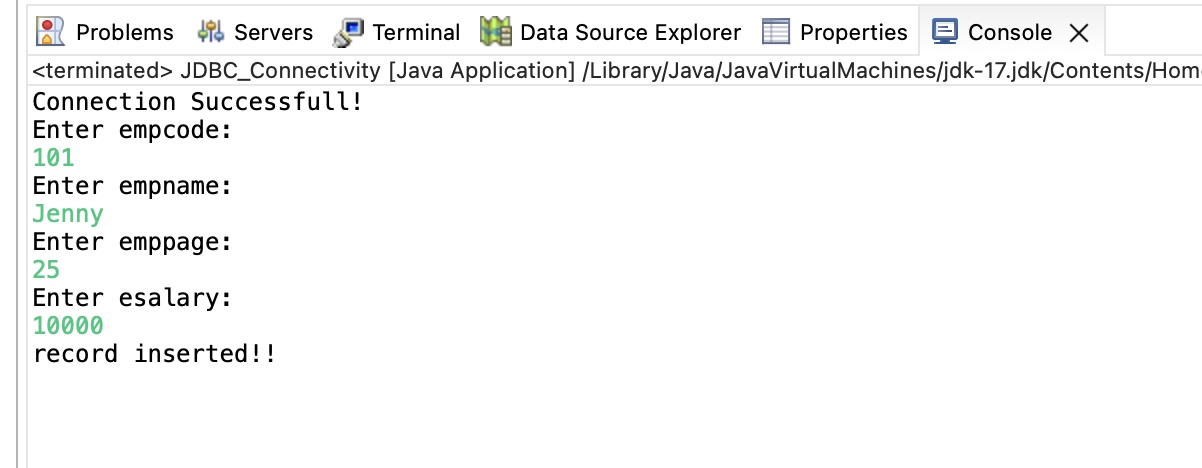 Problems Servers Terminal Data Source Explorer Properties Console
<terminated> JDBC_Connectivity [Java Application] /Library/Java/JavaVirtualMachines/jdk-17.jdk/Contents/Hom
Connection Successfull!
Enter empcode:
101
Enter empname:
Jenny
Enter emppage:
25
Enter esalary:
10000
record inserted!!